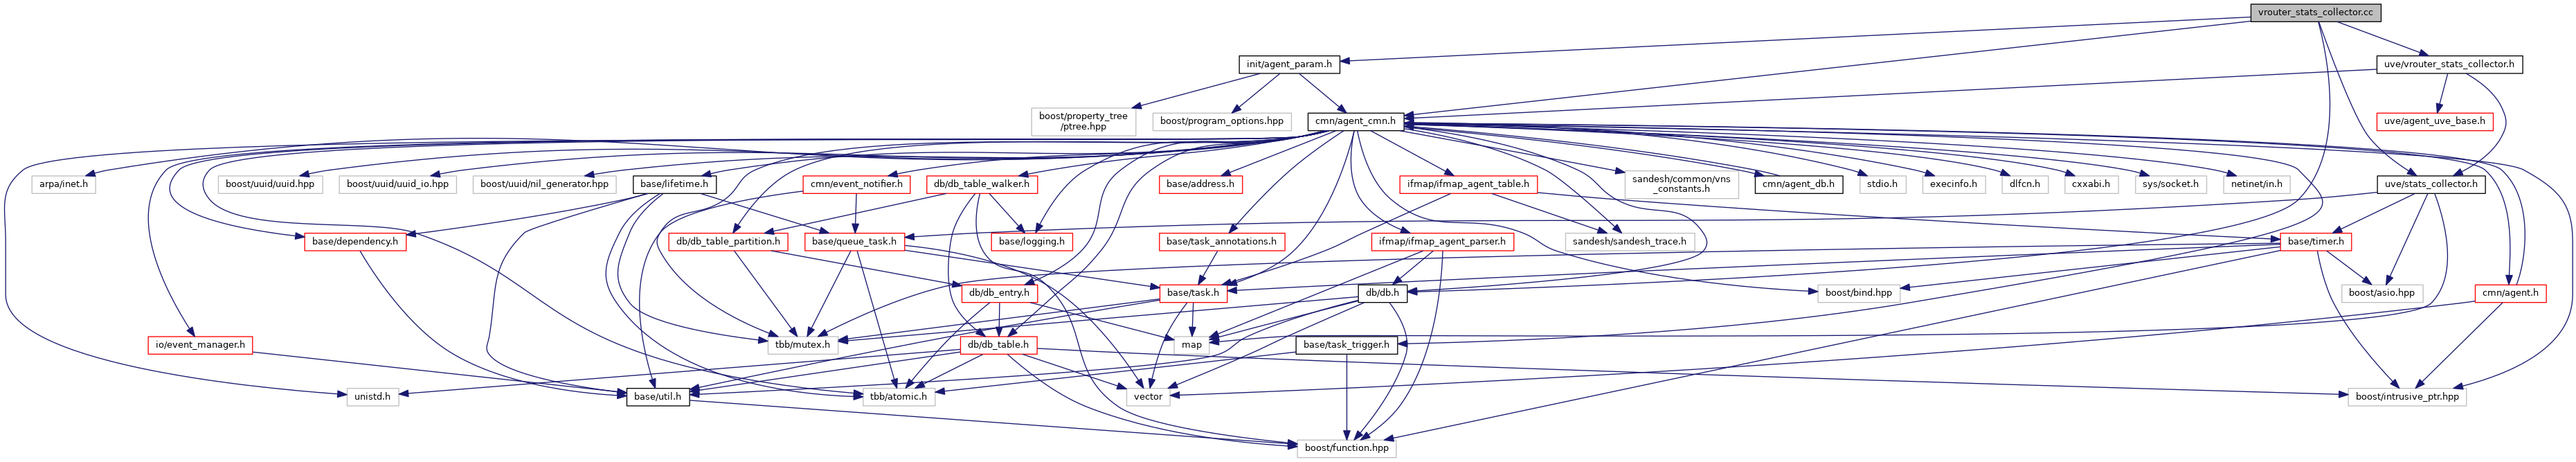 vrouter_stats_collector.cc
init/agent_param.h
uve/vrouter_stats_collector.h
boost/property_tree
/ptree.hpp
boost/program_options.hpp
cmn/agent_cmn.h
uve/agent_uve_base.h
arpa/inet.h
boost/uuid/uuid.hpp
boost/uuid/uuid_io.hpp
boost/uuid/nil_generator.hpp
base/lifetime.h
cmn/event_notifier.h
db/db_table_walker.h
base/address.h
ifmap/ifmap_agent_table.h
sandesh/common/vns
_constants.h
cmn/agent_db.h
stdio.h
execinfo.h
dlfcn.h
cxxabi.h
sys/socket.h
netinet/in.h
uve/stats_collector.h
base/dependency.h
db/db_table_partition.h
base/queue_task.h
base/logging.h
base/task_annotations.h
ifmap/ifmap_agent_parser.h
sandesh/sandesh_trace.h
base/timer.h
db/db_entry.h
base/task.h
db/db.h
boost/bind.hpp
boost/asio.hpp
cmn/agent.h
io/event_manager.h
tbb/mutex.h
db/db_table.h
map
base/task_trigger.h
unistd.h
base/util.h
tbb/atomic.h
vector
boost/intrusive_ptr.hpp
boost/function.hpp